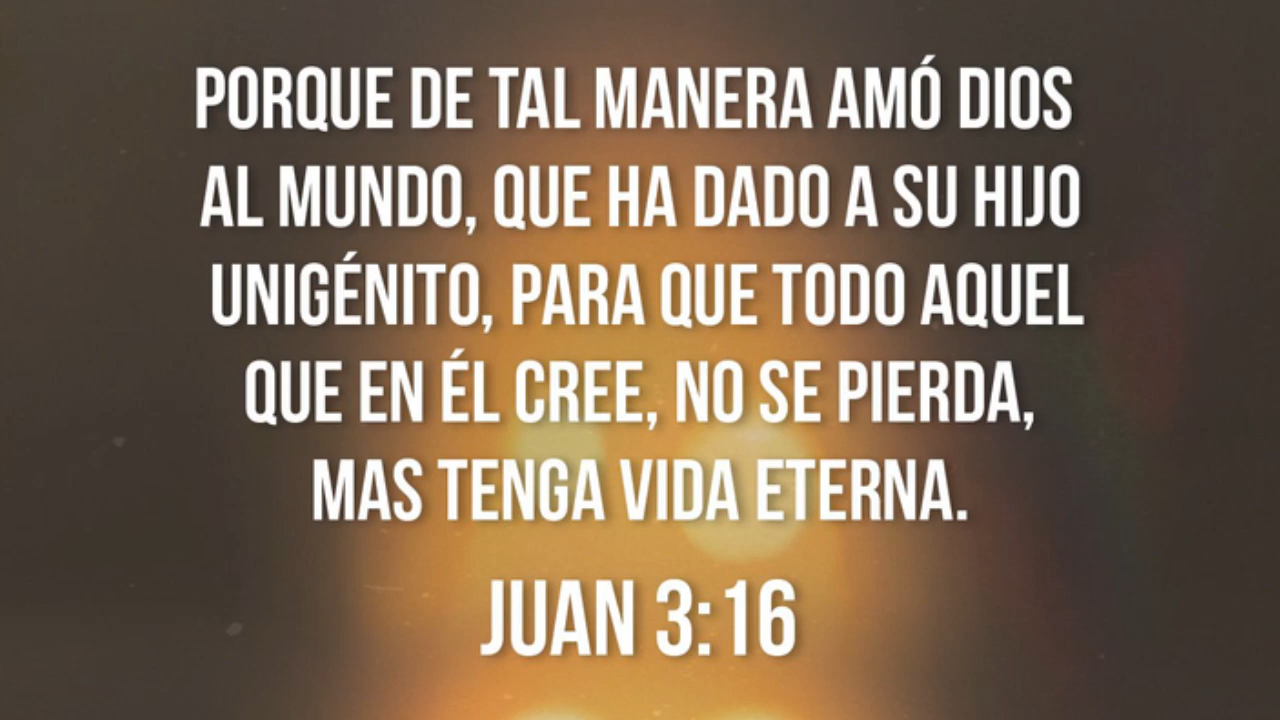 PORQUE DE TAL MANERA AMÓ DIOS
AL MUNDO, QUE HA DADO A SU HIJO
UNIGÉNITO, PARA QUE TODO AQUEL
QUE EN ÉL CREE, NO SE PIERDA,
MAS TENGA VIDA ETERNA.
JUAN 3:16